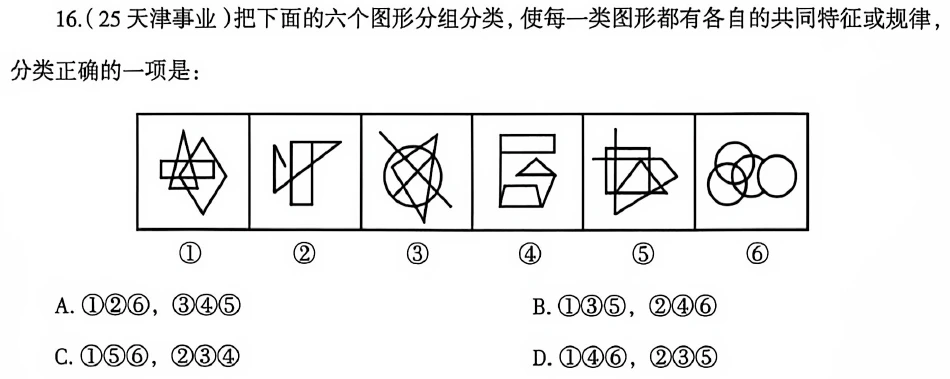 16.(25天津事业)把下面的六个图形分组分类,使每一类图形都有各自的共同特征或规律,
分类正确的一项是:
① ② ③ ④ ⑤ ⑥
A. ①②⑥, ③④⑤ B. ①③⑤, ②④⑥
C. ①⑤⑥, ②③④ D. ①④⑥, ②③⑤